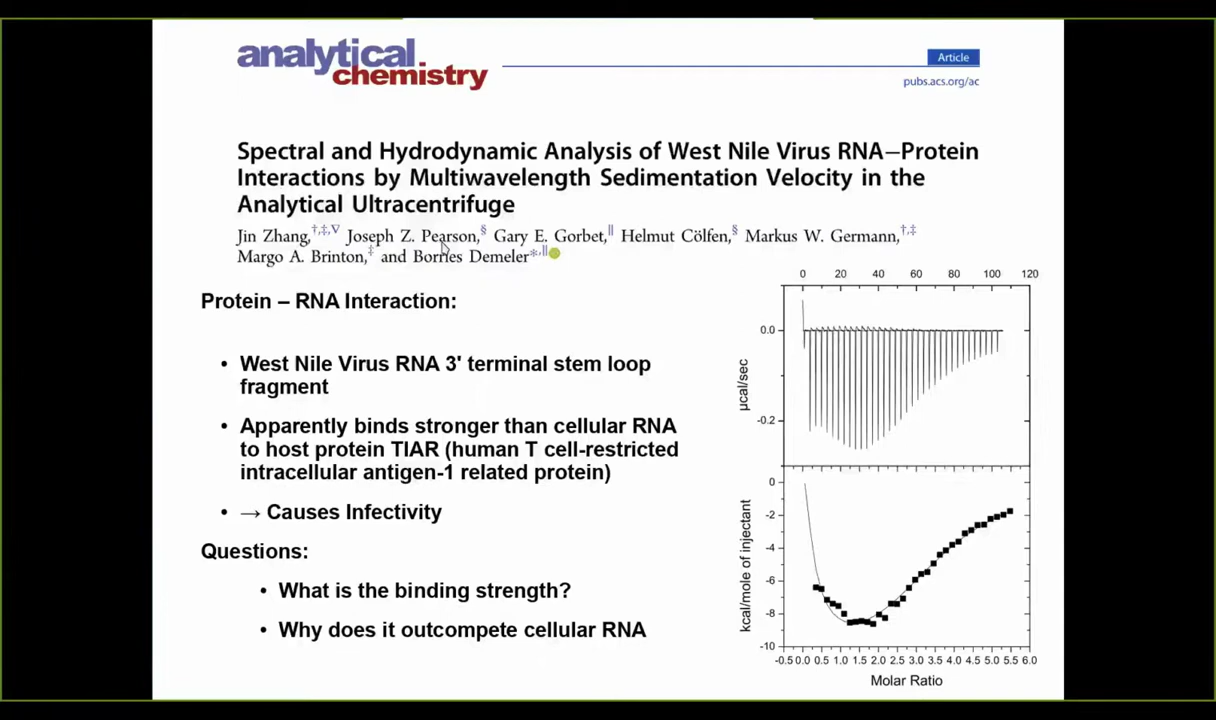 analytical
chemistry
Article
pubs.acs.org/ac
Spectral and Hydrodynamic Analysis of West Nile Virus RNA−Protein
Interactions by Multiwavelength Sedimentation Velocity in the
Analytical Ultracentrifuge
Jin Zhang,†,‡,∇ Joseph Z. Pearson,§ Gary E. Gorbet,∥ Helmut Cölfen,§ Markus W. Germann,†,‡
Margo A. Brinton,‡ and Borries Demeler*,∥
Protein – RNA Interaction:
• West Nile Virus RNA 3' terminal stem loop
fragment
• Apparently binds stronger than cellular RNA
to host protein TIAR (human T cell-restricted
intracellular antigen-1 related protein)
• → Causes Infectivity
Questions:
• What is the binding strength?
• Why does it outcompete cellular RNA
0 20 40 60 80 100 120
0.0
-0.2
µcal/sec
0
-2
-4
-6
-8
-10
kcal/mole of injectant
-0.5 0.0 0.5 1.0 1.5 2.0 2.5 3.0 3.5 4.0 4.5 5.0 5.5 6.0
Molar Ratio